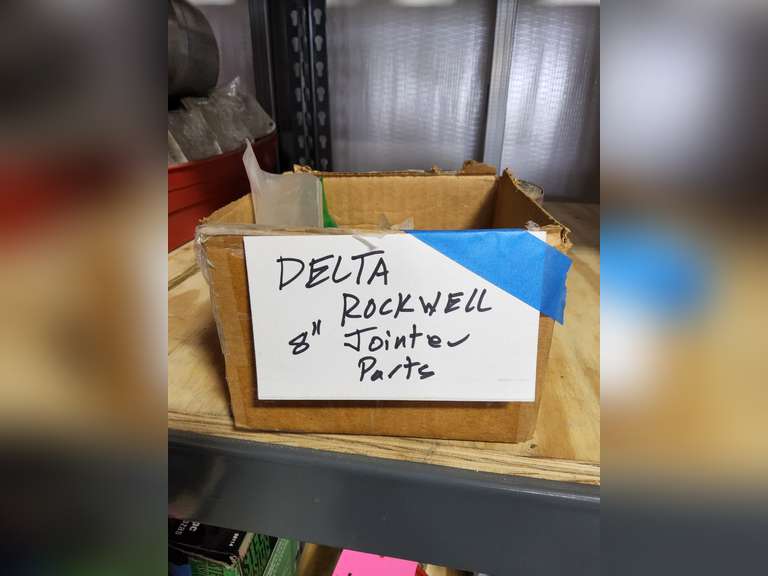 DELTA
ROCKWELL
8" Jointer
Parts